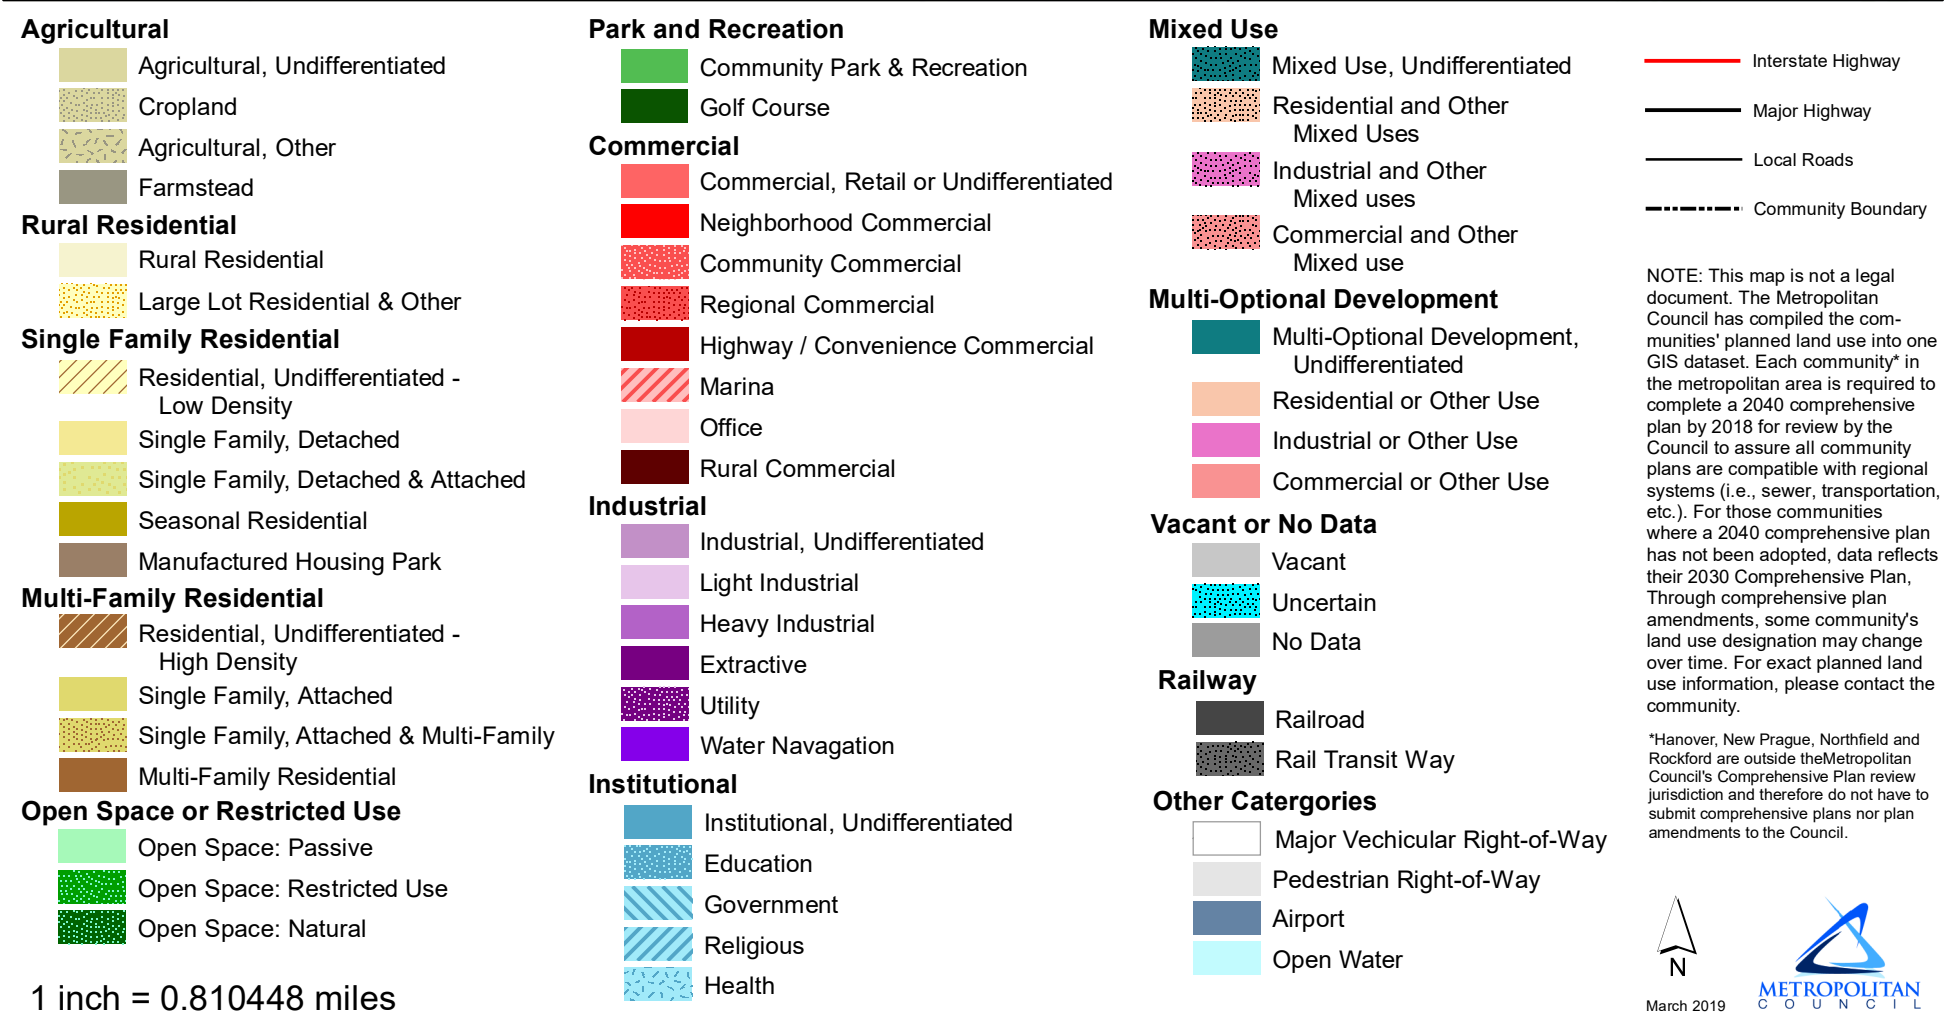 Agricultural
Agricultural, Undifferentiated
Cropland
Agricultural, Other
Farmstead
Rural Residential
Rural Residential
Large Lot Residential & Other
Single Family Residential
Residential, Undifferentiated -
Low Density
Single Family, Detached
Single Family, Detached & Attached
Seasonal Residential
Manufactured Housing Park
Multi-Family Residential
Residential, Undifferentiated -
High Density
Single Family, Attached
Single Family, Attached & Multi-Family
Multi-Family Residential
Open Space or Restricted Use
Open Space: Passive
Open Space: Restricted Use
Open Space: Natural
1 inch = 0.810448 miles
Park and Recreation
Community Park & Recreation
Golf Course
Commercial
Commercial, Retail or Undifferentiated
Neighborhood Commercial
Community Commercial
Regional Commercial
Highway / Convenience Commercial
Marina
Office
Rural Commercial
Industrial
Industrial, Undifferentiated
Light Industrial
Heavy Industrial
Extractive
Utility
Water Navagation
Institutional
Institutional, Undifferentiated
Education
Government
Religious
Health
Mixed Use
Mixed Use, Undifferentiated
Residential and Other
Mixed Uses
Industrial and Other
Mixed uses
Commercial and Other
Mixed use
Multi-Optional Development
Multi-Optional Development,
Undifferentiated
Residential or Other Use
Industrial or Other Use
Commercial or Other Use
Vacant or No Data
Vacant
Uncertain
No Data
Railway
Railroad
Rail Transit Way
Other Catergories
Major Vechicular Right-of-Way
Pedestrian Right-of-Way
Airport
Open Water
Interstate Highway
Major Highway
Local Roads
Community Boundary
NOTE: This map is not a legal
document. The Metropolitan
Council has compiled the com-
munities' planned land use into one
GIS dataset. Each community* in
the metropolitan area is required to
complete a 2040 comprehensive
plan by 2018 for review by the
Council to assure all community
plans are compatible with regional
systems (i.e., sewer, transportation,
etc.). For those communities
where a 2040 comprehensive plan
has not been adopted, data reflects
their 2030 Comprehensive Plan,
Through comprehensive plan
amendments, some community's
land use designation may change
over time. For exact planned land
use information, please contact the
community.
*Hanover, New Prague, Northfield and
Rockford are outside theMetropolitan
Council's Comprehensive Plan review
jurisdiction and therefore do not have to
submit comprehensive plans nor plan
amendments to the Council.
N
March 2019
METROPOLITAN
COUNCIL